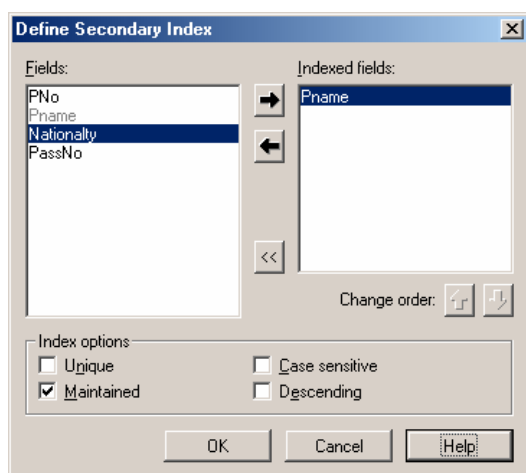 Define Secondary Index
Fields:
PNo
Pname
Nationalty
PassNo
Indexed fields:
Pname
<<
Change order:
Index options
Unique
Case sensitive
Maintained
Descending
OK
Cancel
Help